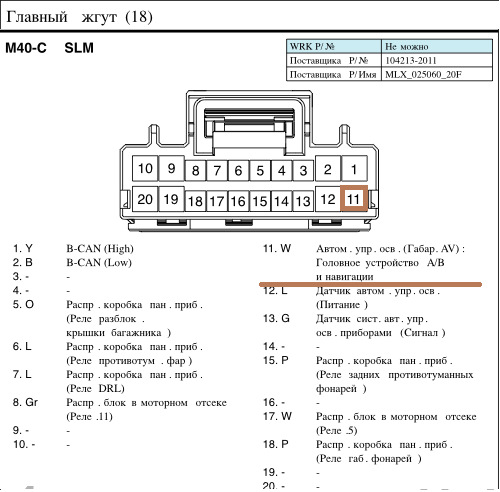 Главный жгут (18)
M40-C SLM
WRK P/ № Не можно
Поставщика P/ № 104213-2011
Поставщика P/ Имя MLX_025060_20F
10 9 8 7 6 5 4 3 2 1
20 19 18 17 16 15 14 13 12 11
1. Y B-CAN (High)
2. B B-CAN (Low)
3. - -
4. - -
5. O Распр . коробка пан . приб .
(Реле разблок .
крышки багажника )
6. L Распр . коробка пан . приб .
(Реле противотум . фар )
7. L Распр . коробка пан . приб .
(Реле DRL)
8. Gr Распр . блок в моторном отсеке
(Реле .11)
9. - -
10. - -
11. W Автом . упр . осв . (Габар. AV) :
Головное устройство А/В
и навигации
12. L Датчик автом . упр . осв .
(Питание )
13. G Датчик сист. авт . упр .
осв . приборами (Сигнал )
14. - -
15. P Распр . коробка пан . приб .
(Реле задних противотуманных
фонарей )
16. - -
17. W Распр . блок в моторном отсеке
(Реле .5)
18. P Распр . коробка пан . приб .
(Реле габ . фонарей )
19. - -
20. - -